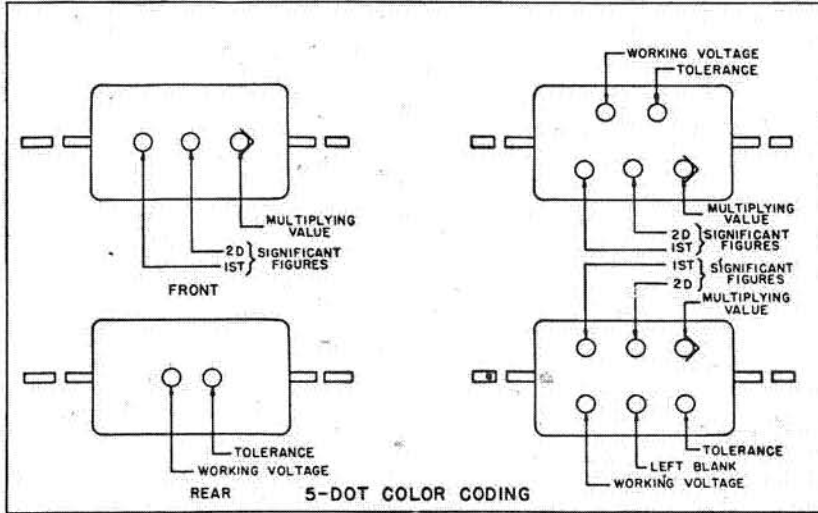 MULTIPLYING
VALUE
2D
1ST
SIGNIFICANT
FIGURES
FRONT
TOLERANCE
WORKING VOLTAGE
REAR
WORKING VOLTAGE
TOLERANCE
MULTIPLYING
VALUE
2D
1ST
SIGNIFICANT
FIGURES
1ST
2D
SIGNIFICANT
FIGURES
MULTIPLYING
VALUE
TOLERANCE
LEFT BLANK
WORKING VOLTAGE
5-DOT COLOR CODING